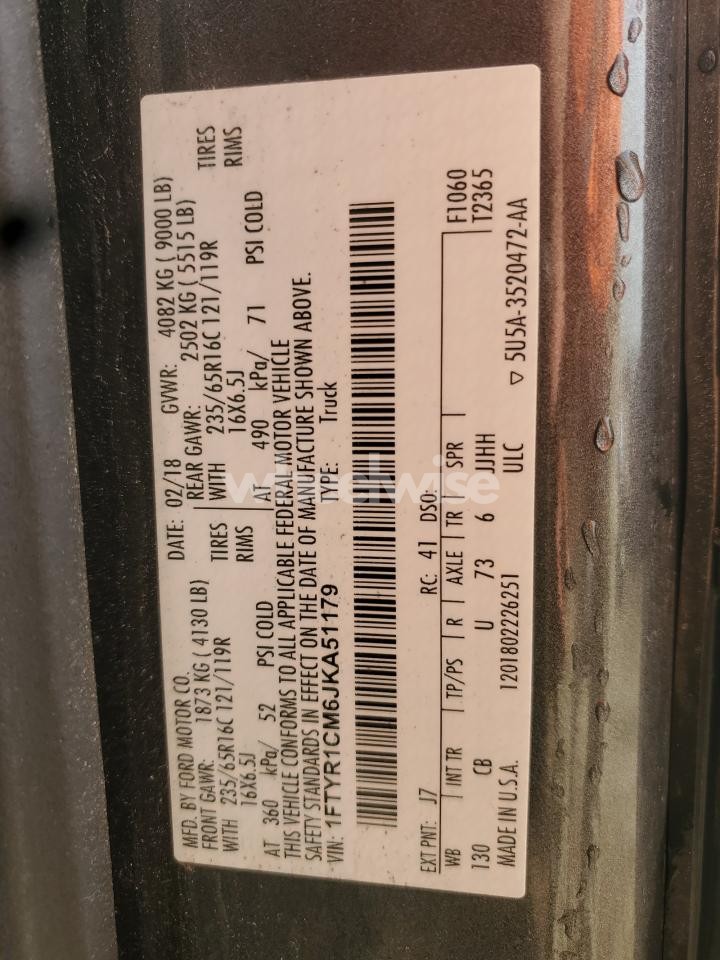 MFD. BY FORD MOTOR CO.
DATE: 02/18 GVWR: 4082 KG ( 9000 LB)
FRONT GAWR: 1873 KG ( 4130 LB)
REAR GAWR: 2502 KG ( 5515 LB)
WITH 235/65R16C 121/119R TIRES
WITH 235/65R16C 121/119R TIRES
16X6.5J RIMS
16X6.5J RIMS
AT 360 kPa/ 52 PSI COLD
AT 490 kPa/ 71 PSI COLD
THIS VEHICLE CONFORMS TO ALL APPLICABLE FEDERAL MOTOR VEHICLE
SAFETY STANDARDS IN EFFECT ON THE DATE OF MANUFACTURE SHOWN ABOVE.
VIN: 1FTYR1CM6JKA51179 TYPE: Truck
EXT PNT: J7 RC: 41 DSO: F1060
T2365
WB INT TR TP/PS R AXLE TR SPR
130 CB U 73 6 JJHH
MADE IN U.S.A. 1201802226251 ULC ▽ 5U5A-3520472-AA
wheelwise